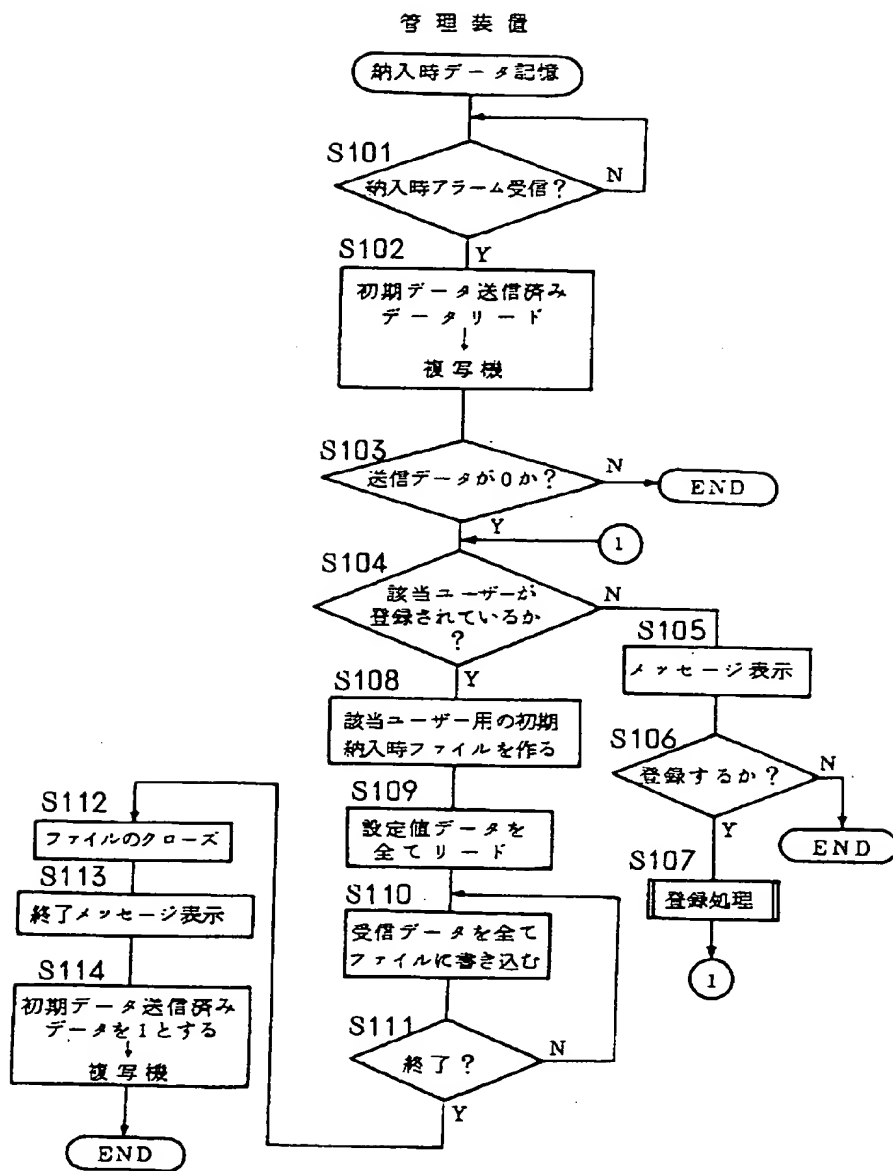 管理装置
納入時データ記憶
S101
納入時アラーム受信？
N
Y
S102
初期データ送信済み
データリード
↓
複写機
S103
送信データが0か？
N
END
Y
1
S104
該当ユーザーが
登録されているか
？
N
Y
S105
メッセージ表示
S106
登録するか？
N
END
Y
S107
登録処理
1
S108
該当ユーザー用の初期
納入時ファイルを作る
S109
設定値データを
全てリード
S110
受信データを全て
ファイルに書き込む
S111
終了？
N
Y
S112
ファイルのクローズ
S113
終了メッセージ表示
S114
初期データ送信済み
データを1とする
↓
複写機
END